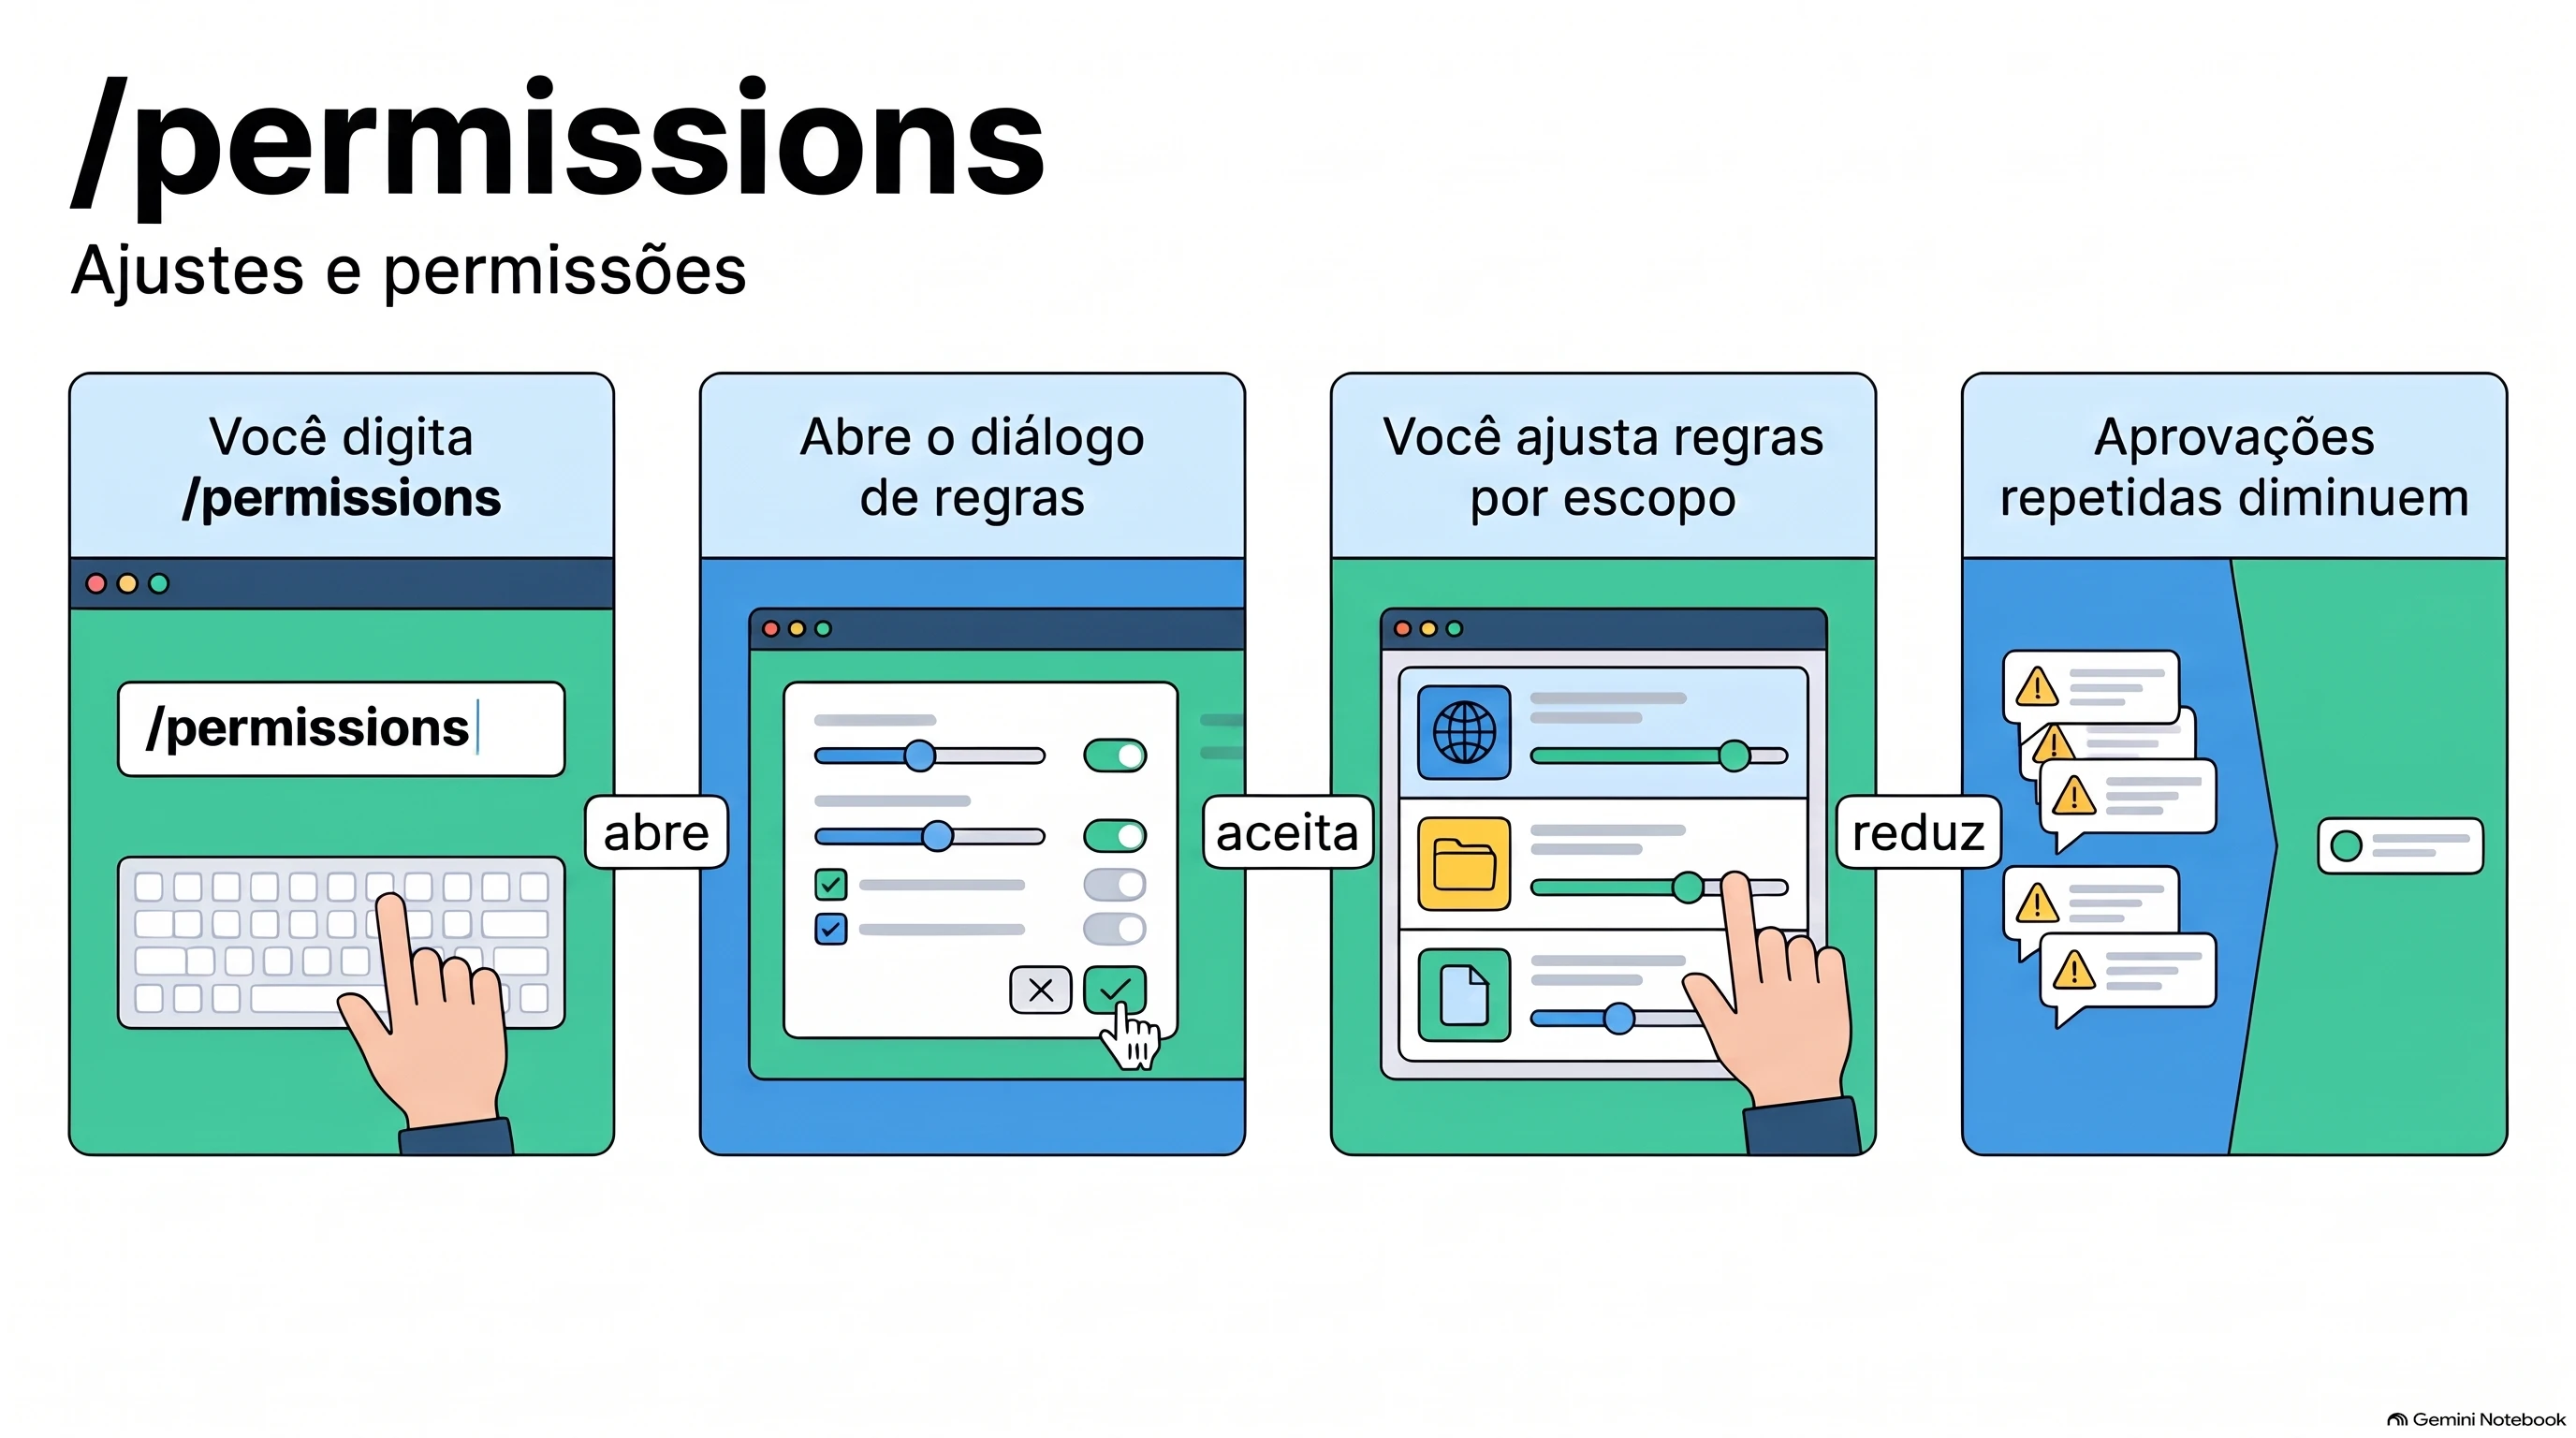 /permissions
Ajustes e permissões
Você digita
/permissions
/permissions
abre
Abre o diálogo
de regras
aceita
Você ajusta regras
por escopo
reduz
Aprovações
repetidas diminuem
Gemini Notebook